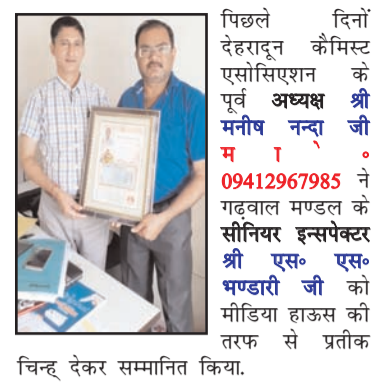 पिछले दिनों
देहरादून कैमिस्ट
एसोसिएशन के
पूर्व अध्यक्ष श्री
मनीष नन्दा जी
मो०
09412967985 ने
गढ़वाल मण्डल के
सीनियर इन्सपेक्टर
श्री एस० एस०
भण्डारी जी को
मीडिया हाऊस की
तरफ से प्रतीक
चिन्ह् देकर सम्मानित किया.